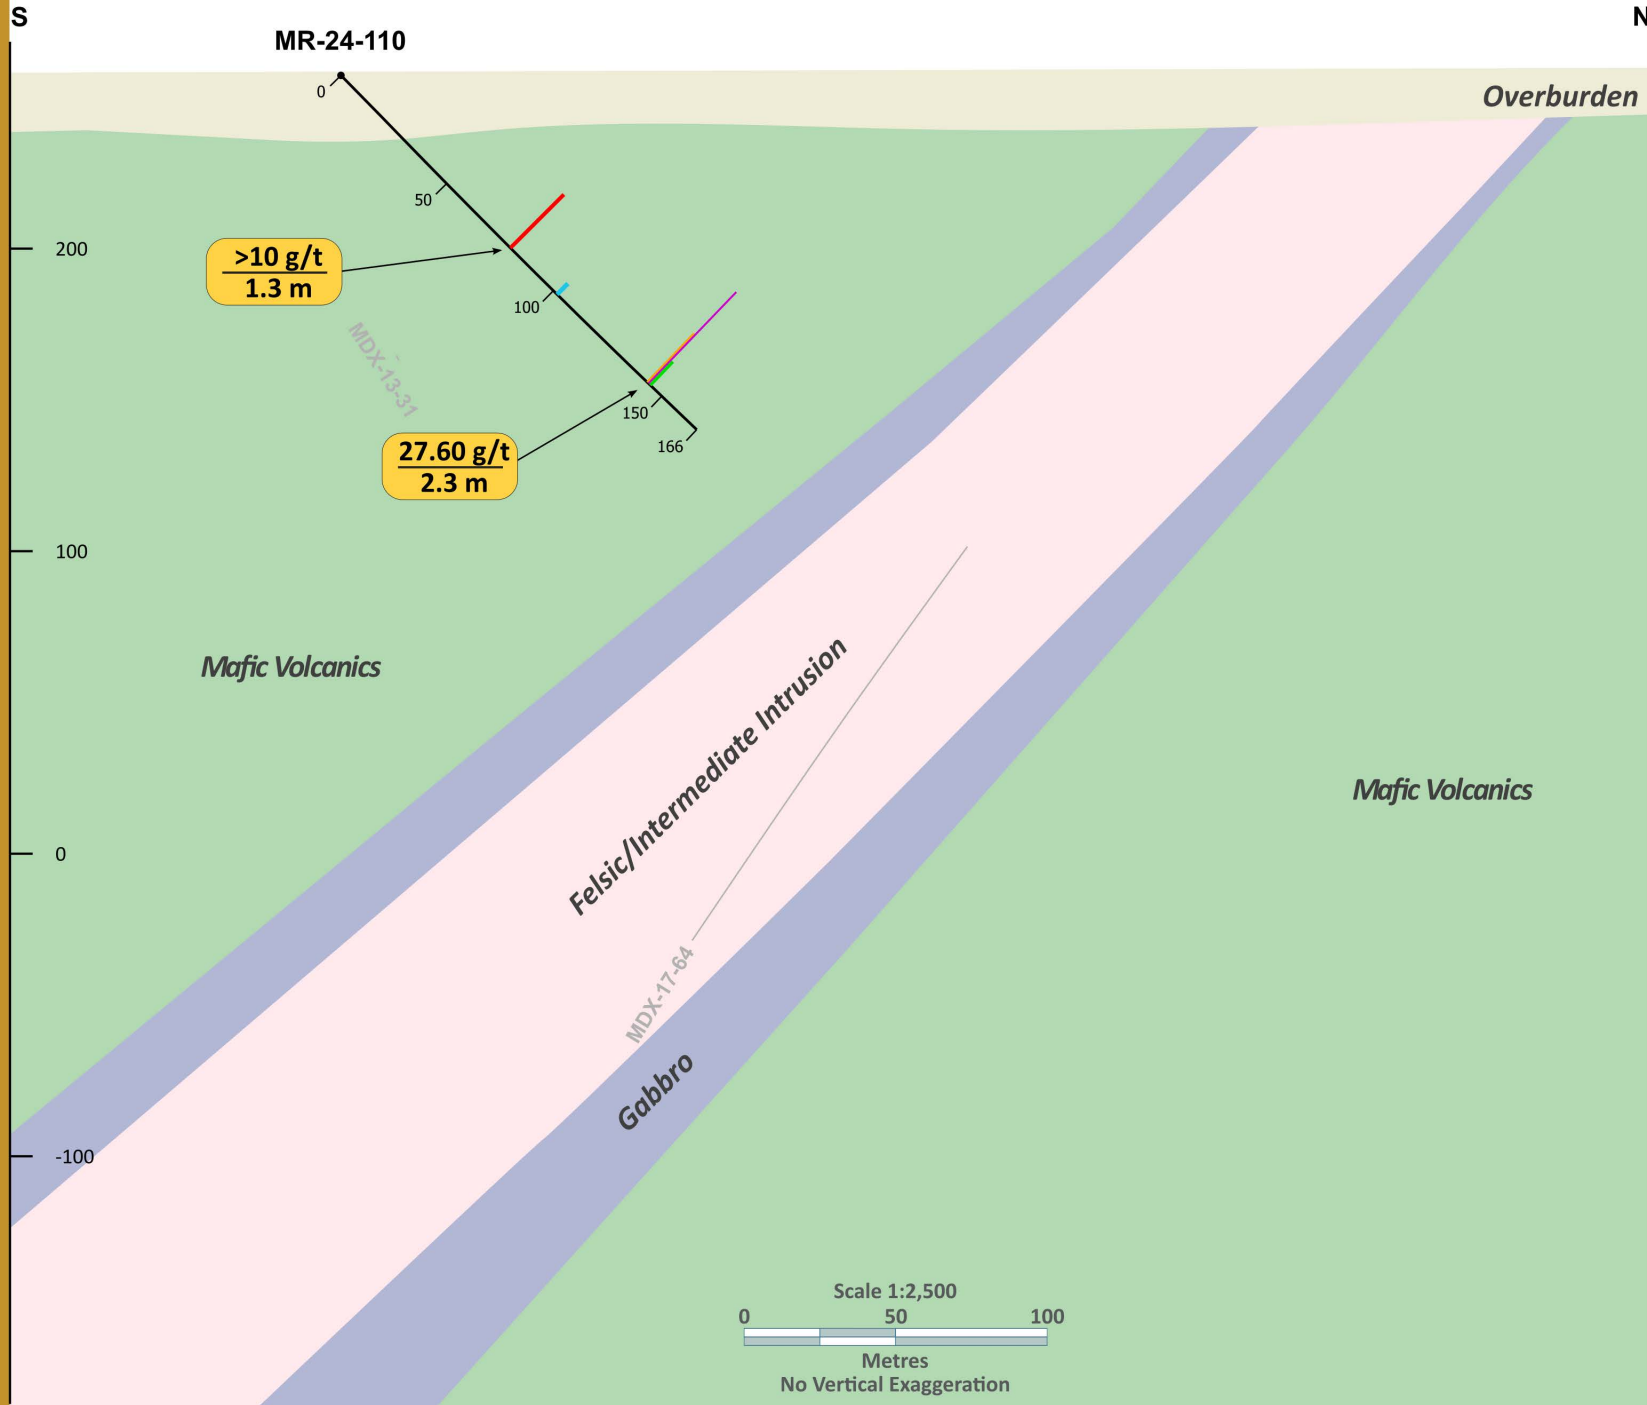 S
N
MR-24-110
Overburden
0
50
200
>10 g/t
1.3 m
100
MDX-13-31
150
166
27.60 g/t
2.3 m
100
Mafic Volcanics
Felsic/Intermediate Intrusion
Mafic Volcanics
0
MDX-17-64
Gabbro
-100
Scale 1:2,500
0 50 100
Metres
No Vertical Exaggeration